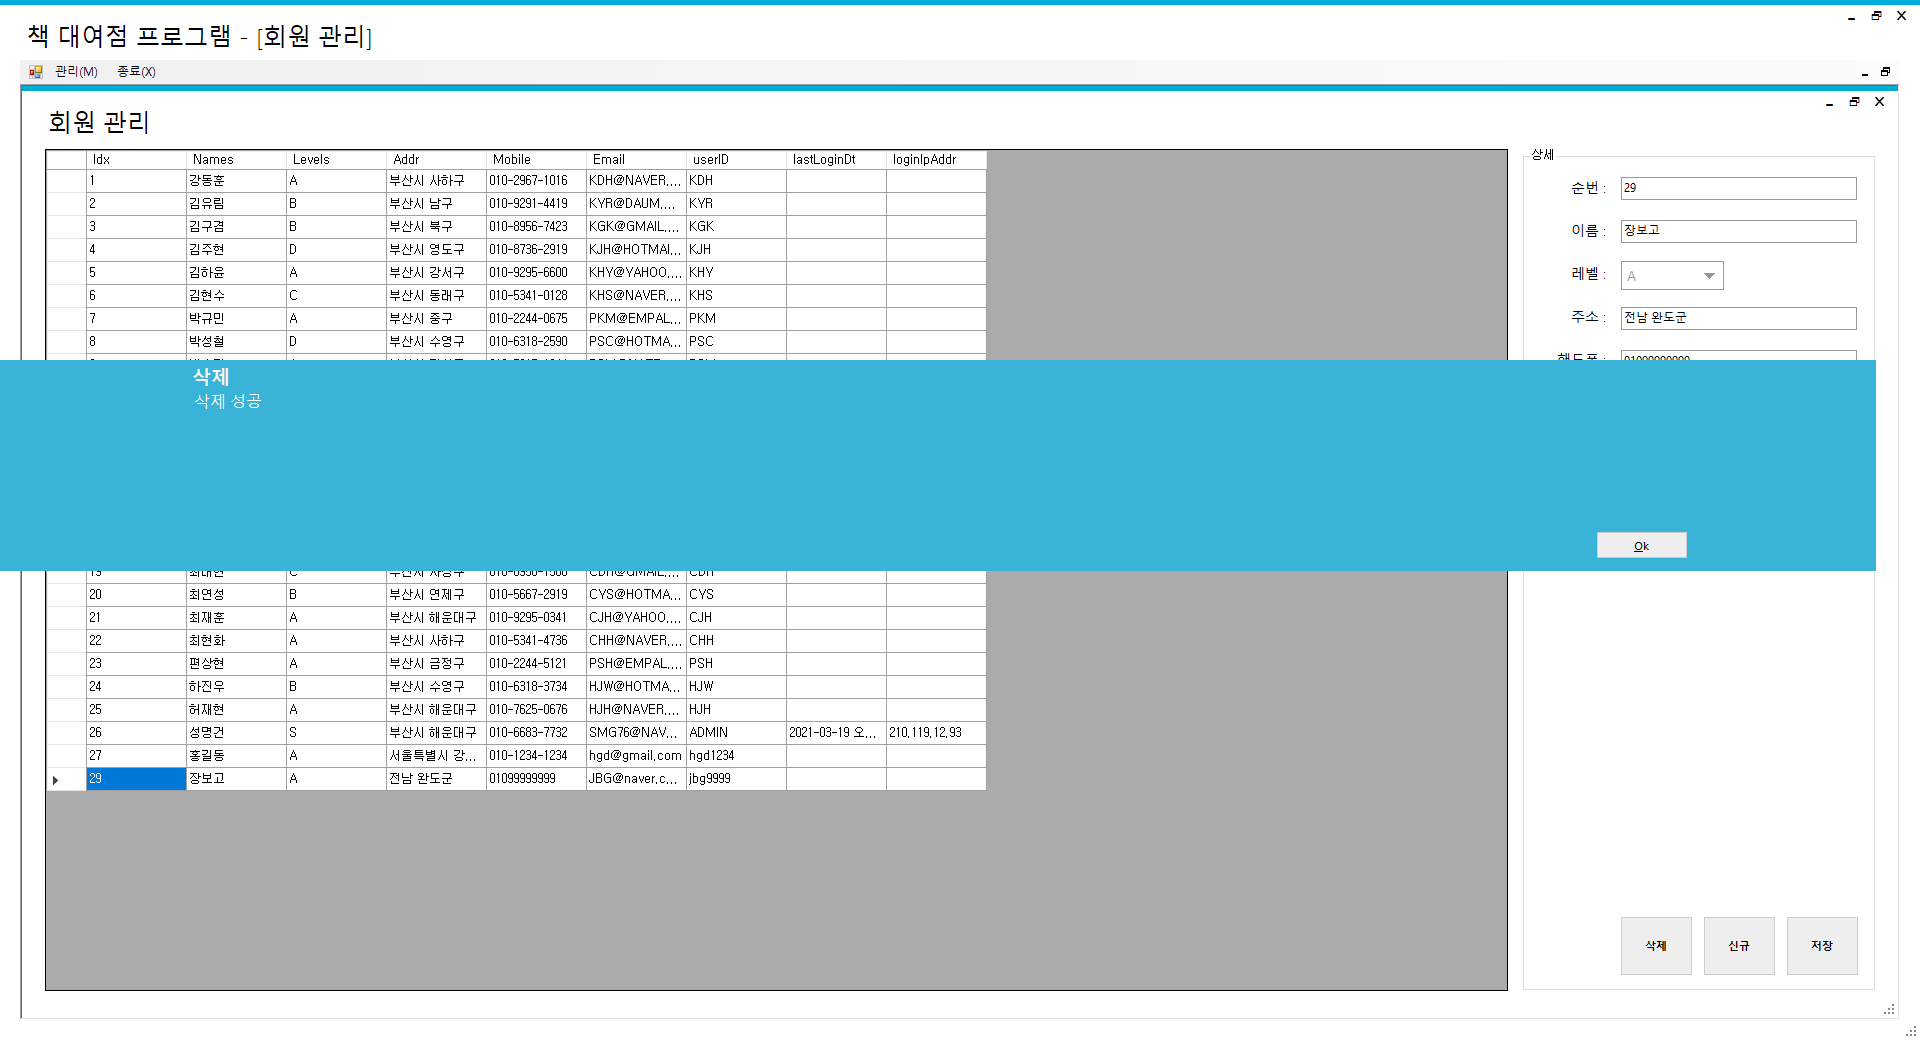 책 대여점 프로그램 - [회원 관리]
관리(M) 종료(X)
회원 관리
Idx Names Levels Addr Mobile Email userID lastLoginDt loginIpAddr
1 강동훈 A 부산시 사하구 010-2967-1016 KDH@NAVER.... KDH
2 김유림 B 부산시 남구 010-9291-4419 KYR@DAUM.... KYR
3 김구겸 B 부산시 북구 010-8956-7423 KGK@GMAIL.... KGK
4 김주현 D 부산시 영도구 010-8736-2919 KJH@HOTMAI... KJH
5 김하윤 A 부산시 강서구 010-9295-6600 KHY@YAHOO.... KHY
6 김현수 C 부산시 동래구 010-5341-0128 KHS@NAVER.... KHS
7 박규민 A 부산시 중구 010-2244-0675 PKM@EMPAL... PKM
8 박성철 D 부산시 수영구 010-6318-2590 PSC@HOTMA... PSC
20 최연성 B 부산시 연제구 010-5667-2919 CYS@HOTMA... CYS
21 최재훈 A 부산시 해운대구 010-9295-0341 CJH@YAHOO.... CJH
22 최현화 A 부산시 사하구 010-5341-4736 CHH@NAVER.... CHH
23 편상현 A 부산시 금정구 010-2244-5121 PSH@EMPAL.... PSH
24 하진우 B 부산시 수영구 010-6318-3734 HJW@HOTMA... HJW
25 허재현 A 부산시 해운대구 010-7625-0676 HJH@NAVER.... HJH
26 성명건 S 부산시 해운대구 010-6683-7732 SMG76@NAV... ADMIN 2021-03-19 오... 210.119.12.93
27 홍길동 A 서울특별시 강... 010-1234-1234 hgd@gmail.com hgd1234
29 장보고 A 전남 완도군 01099999999 JBG@naver.c... jbg9999
상세
순번 : 29
이름 : 장보고
레벨 : A
주소 : 전남 완도군
삭제
삭제 성공
Ok
삭제 신규 저장